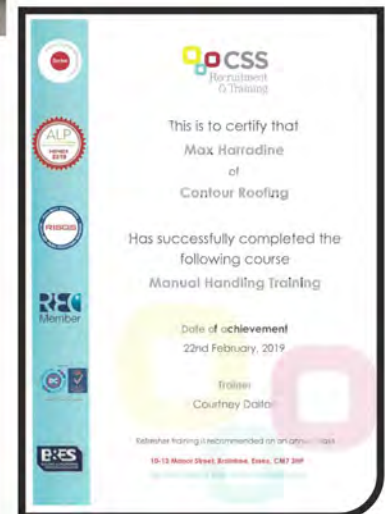 CSS
Recruitment
& Training
This is to certify that
Max Harradine
of
Contour Roofing
Has successfully completed the
following course
Manual Handling Training
Date of achievement
22nd February, 2019
Trainer
Courtney
Refresher training is recommended on an annual basis
10-12 Manor Street, Braintree, Essex, CM7 3HP
ALP
MEMBER
2019
RISQS
REC
Member
BRES